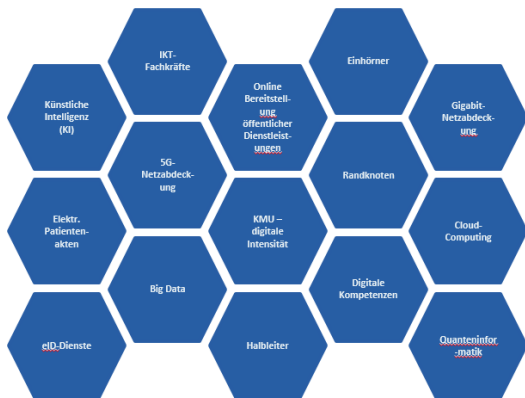 IKT-
Fachkräfte
Einhörner
Künstliche
Intelligenz
(KI)
Online
Bereitstell-
ung
öffentlicher
Dienstleist-
ungen
Gigabit-
Netzabdeck-
ung
5G-
Netzabdeck-
ung
Randknoten
Elektr.
Patienten-
akten
KMU –
digitale
Intensität
Cloud-
Computing
Big Data
Digitale
Kompetenzen
eID-Dienste
Halbleiter
Quanteninfor
-matik